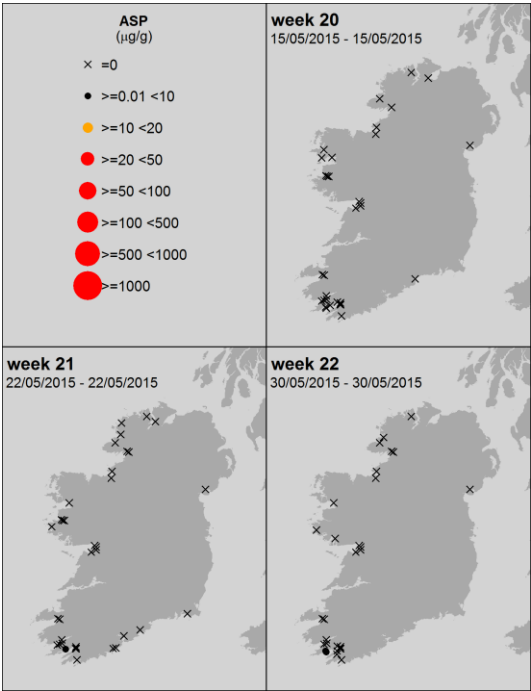 ASP
(µg/g)
=0
>=0.01 <10
>=10 <20
>=20 <50
>=50 <100
>=100 <500
>=500 <1000
>=1000
week 20
15/05/2015 - 15/05/2015
week 21
22/05/2015 - 22/05/2015
week 22
30/05/2015 - 30/05/2015